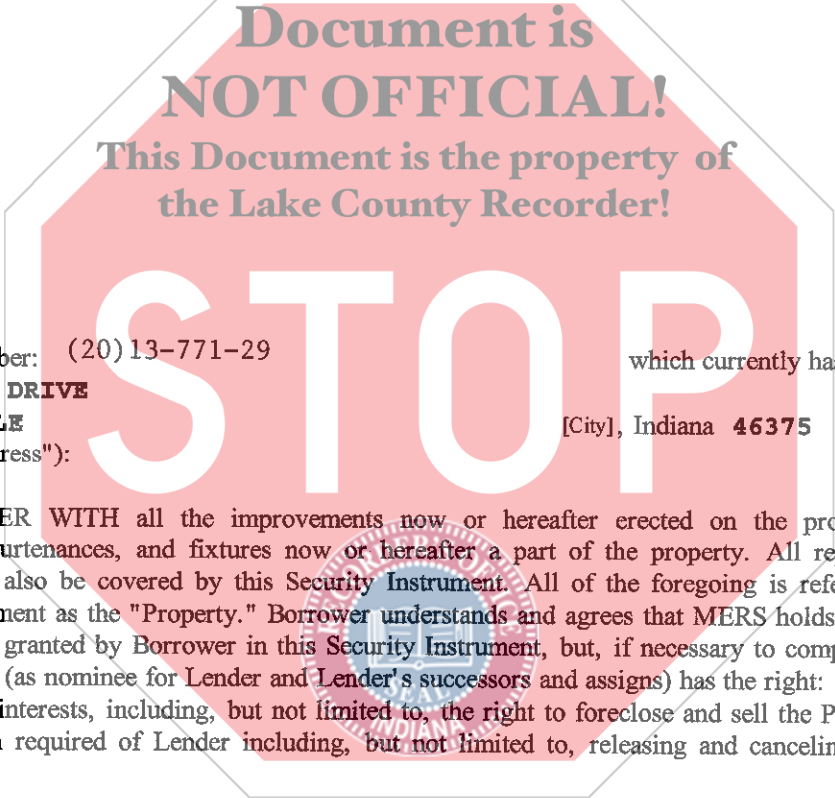 Document is
NOT OFFICIAL!
This Document is the property of
the Lake County Recorder!
STOP
ber: (20)13-771-29 which currently ha
DRIVE
LE [City], Indiana 46375
ress"):
ER WITH all the improvements now or hereafter erected on the pro
urtenances, and fixtures now or hereafter a part of the property. All re
also be covered by this Security Instrument. All of the foregoing is refe
ment as the "Property." Borrower understands and agrees that MERS holds
granted by Borrower in this Security Instrument, but, if necessary to comp
(as nominee for Lender and Lender's successors and assigns) has the right:
interests, including, but not limited to, the right to foreclose and sell the P
required of Lender including, but not limited to, releasing and cancelin
RECORDER'S OFFICE
SEAL
INDIANA